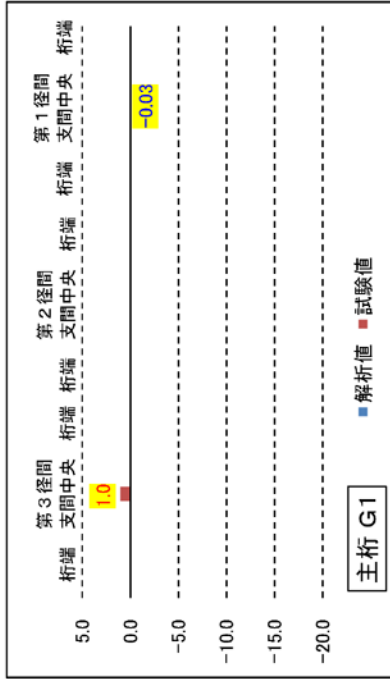 桁端
第3径間
支間中央
桁端
桁端
第2径間
支間中央
桁端
桁端
第1径間
支間中央
桁端
5.0
0.0
-5.0
-10.0
-15.0
-20.0
1.0
-0.03
主桁 G1
解析値
試験値